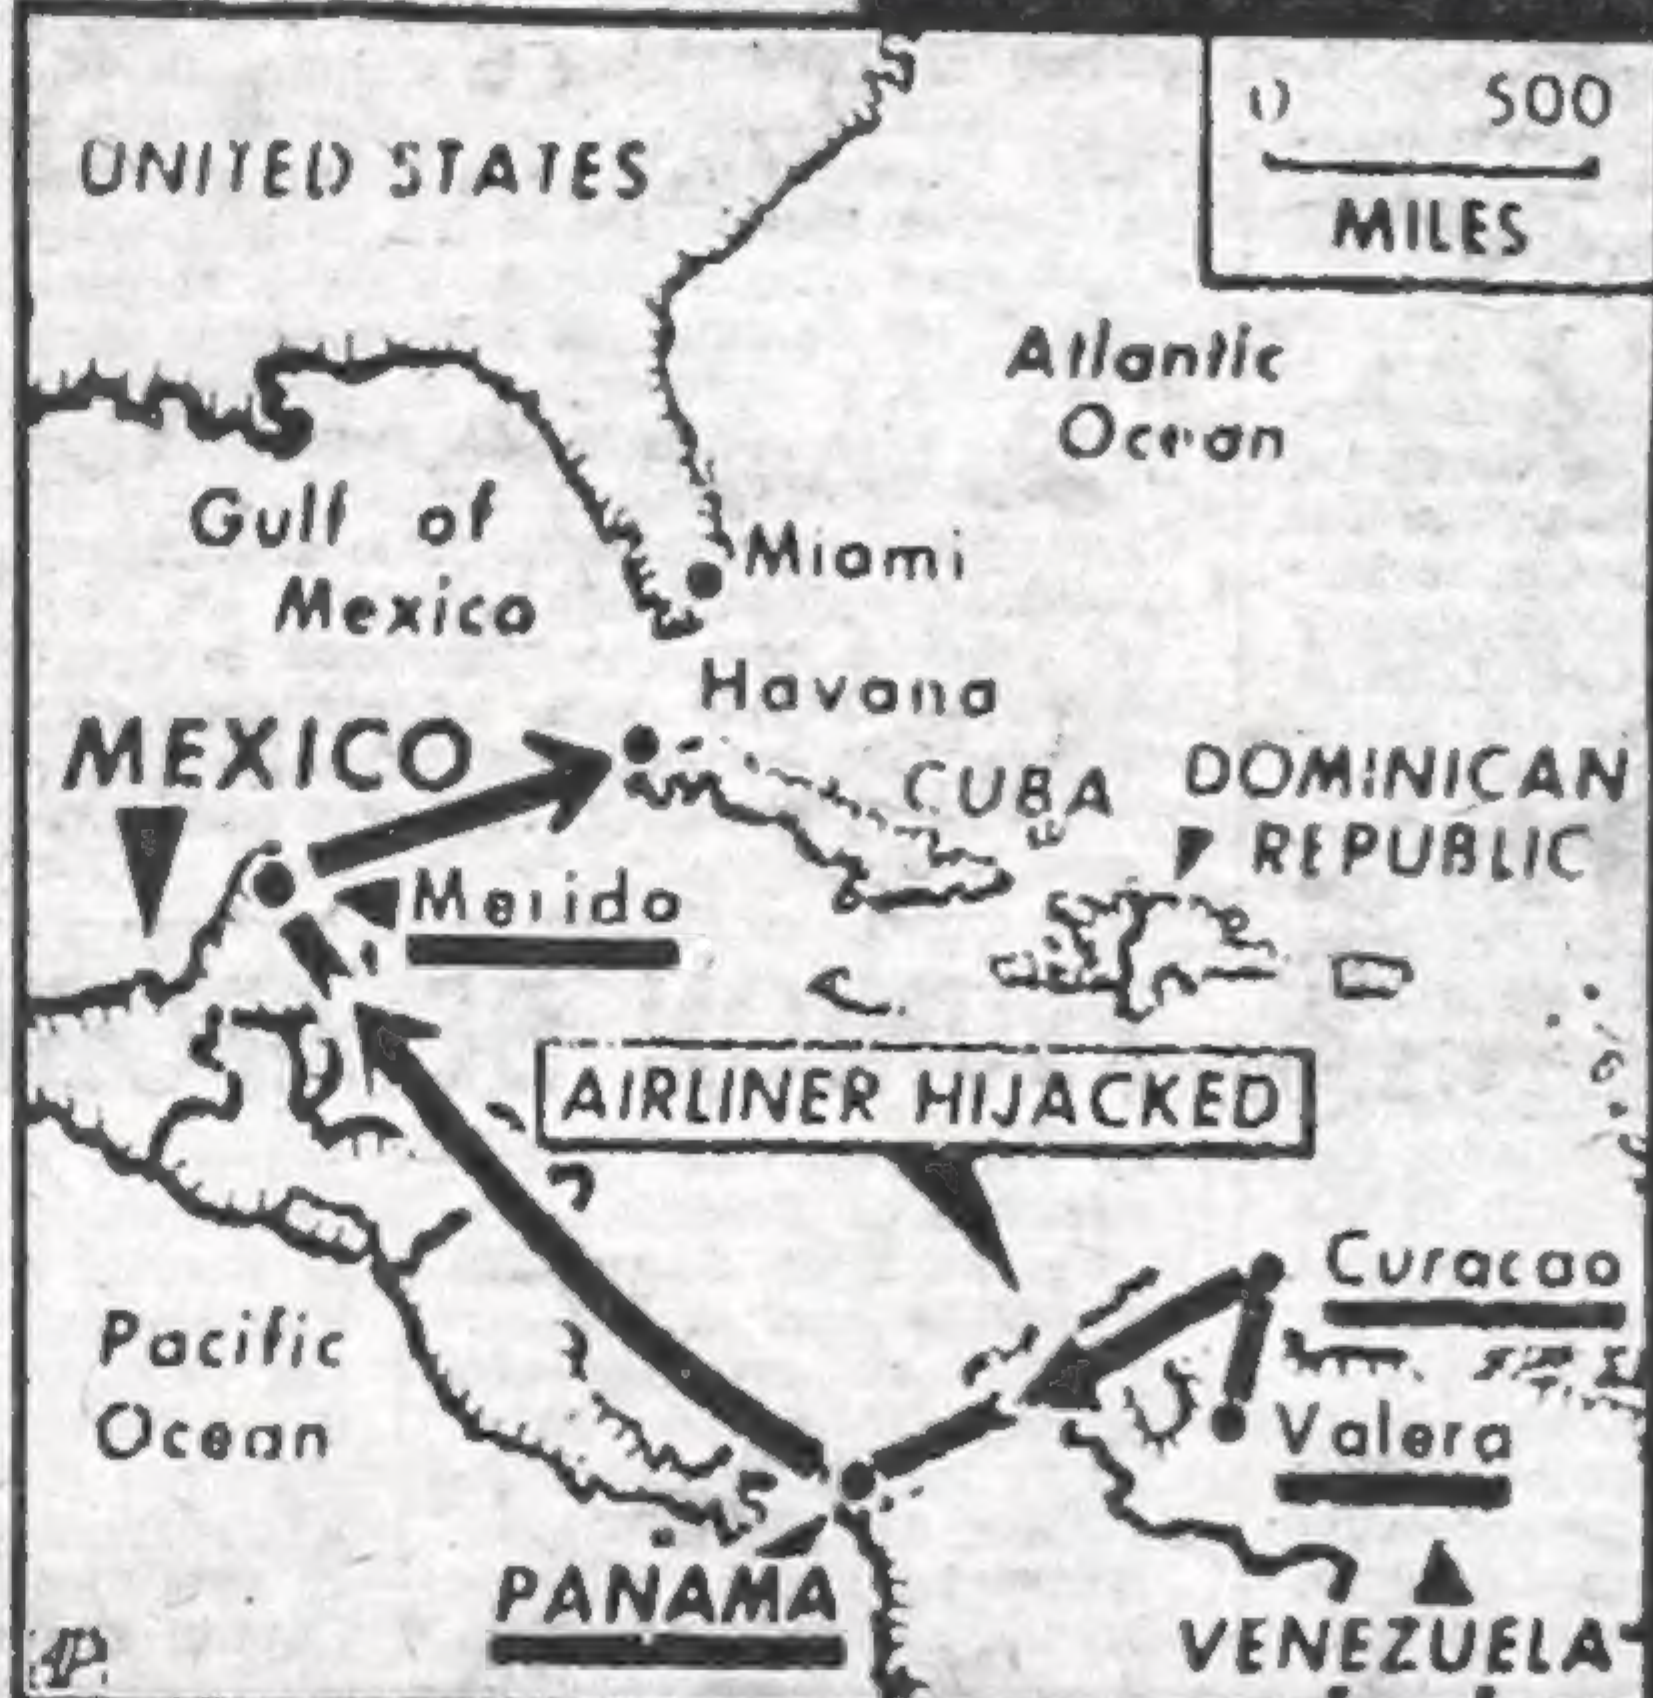 0 500
MILES
UNITED STATES
Atlantic
Ocean
Gulf of
Mexico
Miami
Havana
MEXICO
CUBA
DOMINICAN
REPUBLIC
Merida
AIRLINER HIJACKED
Curacao
Pacific
Ocean
Valera
PANAMA
VENEZUELA
AP